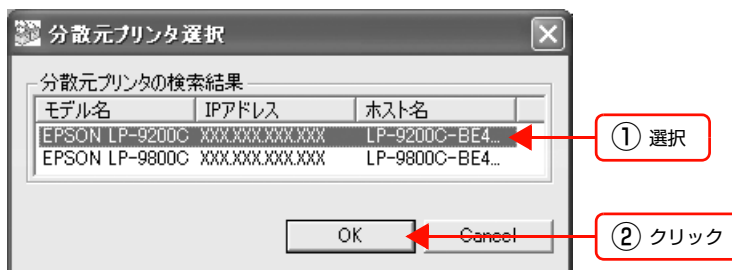 分散元プリンタ選択
分散元プリンタの検索結果
モデル名 IPアドレス ホスト名
EPSON LP-9200C XXX.XXX.XXX.XXX LP-9200C-BE4...
EPSON LP-9800C XXX.XXX.XXX.XXX LP-9800C-BE4...
① 選択
OK Cancel
② クリック